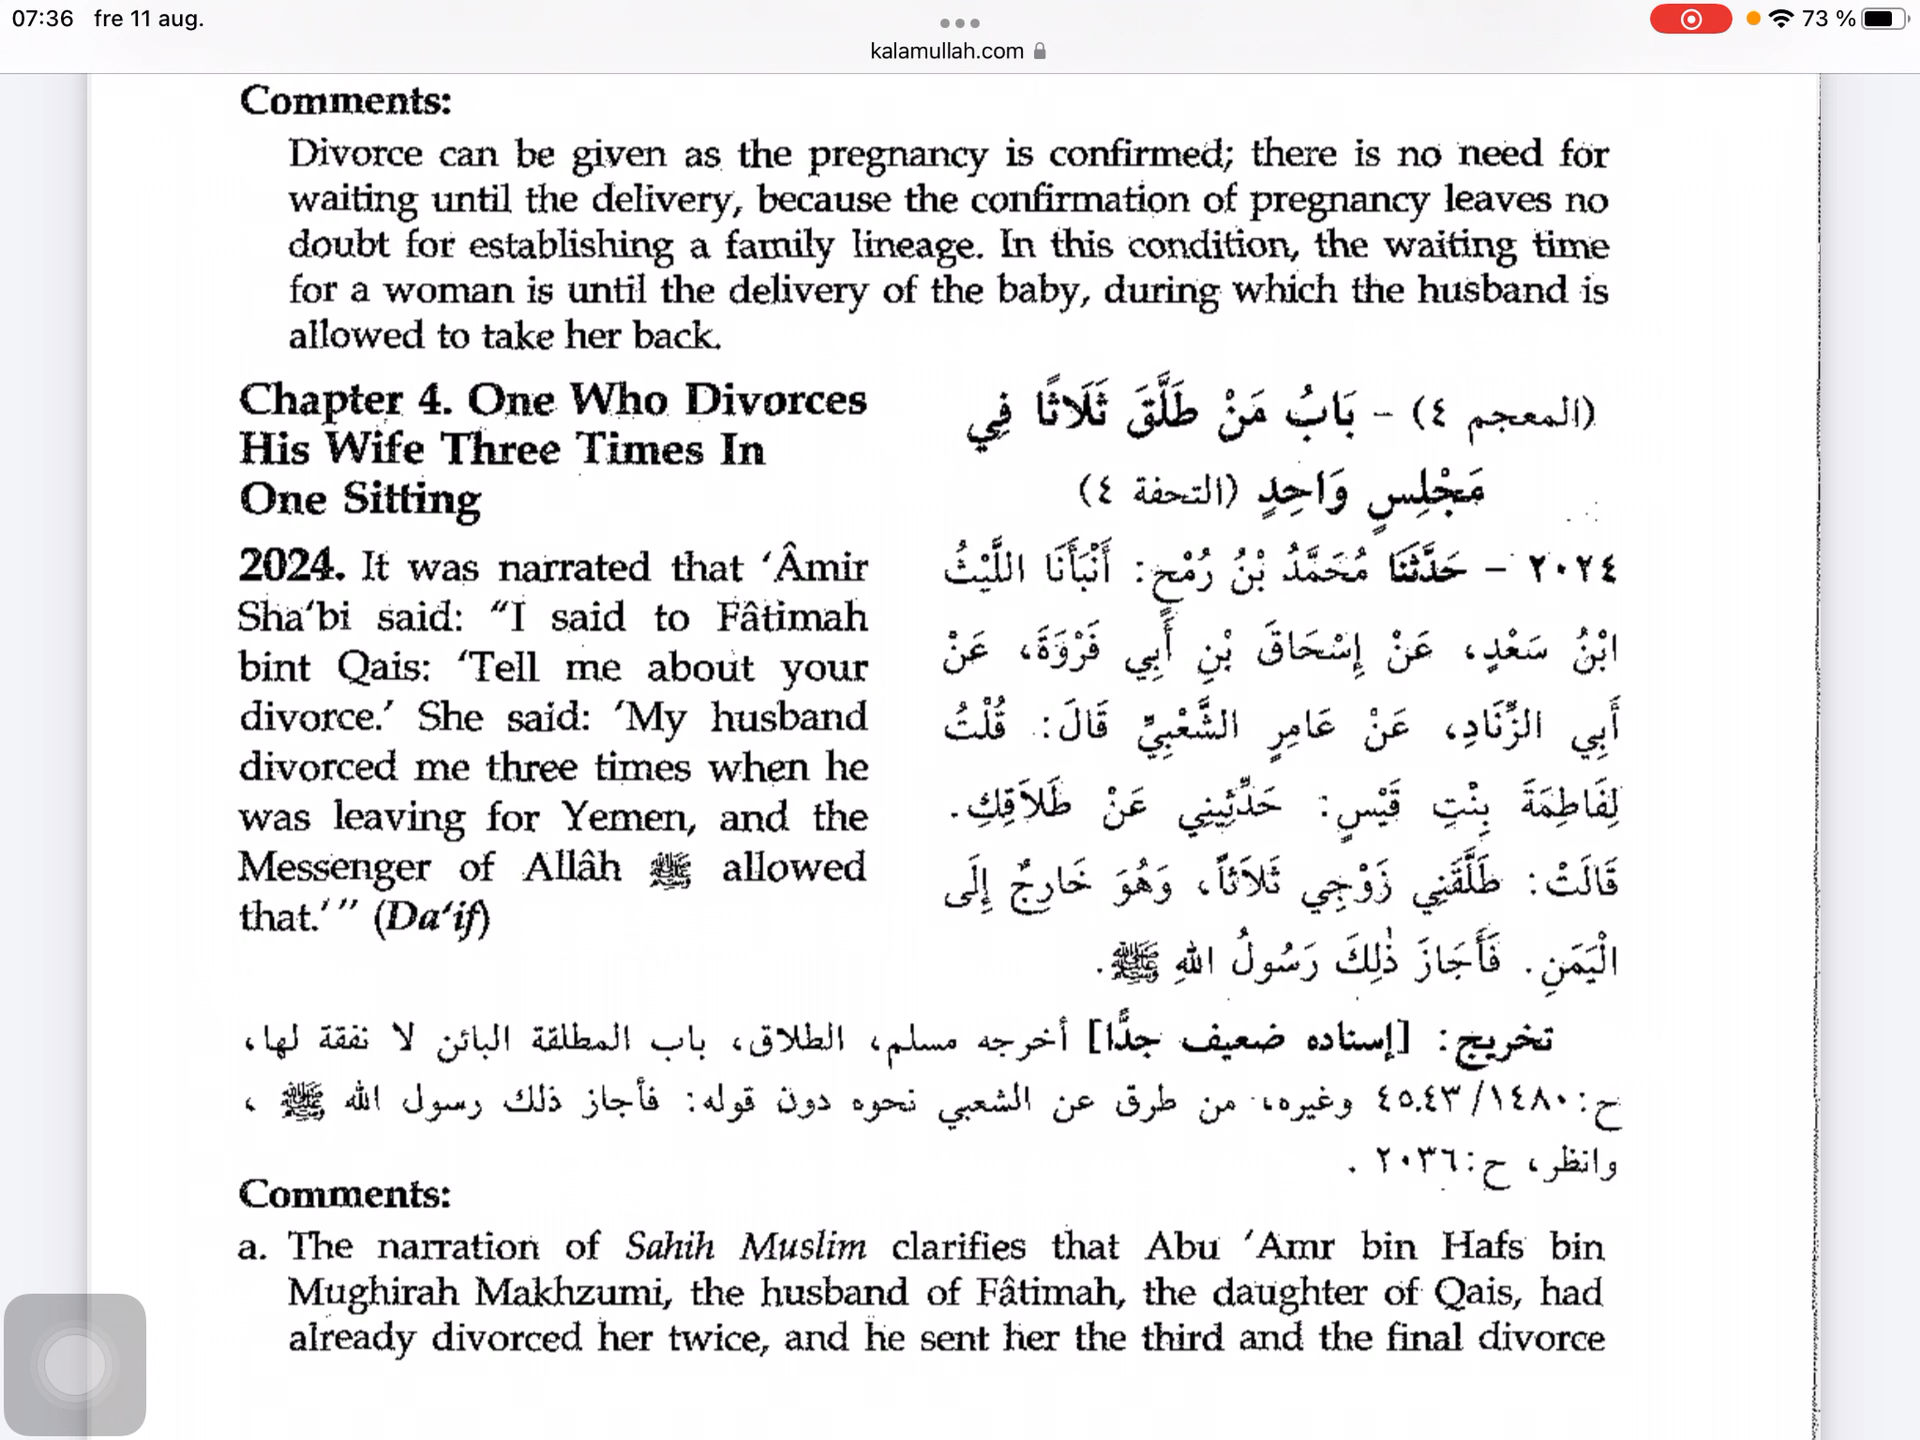 07:36 fre 11 aug.
73 %
kalamullah.com
Comments:
Divorce can be given as the pregnancy is confirmed; there is no need for
waiting until the delivery, because the confirmation of pregnancy leaves no
doubt for establishing a family lineage. In this condition, the waiting time
for a woman is until the delivery of the baby, during which the husband is
allowed to take her back.
Chapter 4. One Who Divorces
His Wife Three Times In
One Sitting
(المعجم ٤) - بَابُ مَنْ طَلَّقَ ثَلَاثًا فِي
مَجْلِسٍ وَاحِدٍ (التحفة ٤)
2024. It was narrated that ‘Âmir
Sha‘bi said: “I said to Fâtimah
bint Qais: ‘Tell me about your
divorce.’ She said: ‘My husband
divorced me three times when he
was leaving for Yemen, and the
Messenger of Allâh ﷺ allowed
that.’” (Da‘if)
٢٠٢٤ - حَدَّثَنَا مُحَمَّدُ بْنُ رُمْحٍ: أَنْبَأَنَا اللَّيْثُ
ابْنُ سَعْدٍ، عَنْ إِسْحَاقَ بْنِ أَبِي فَرْوَةَ، عَنْ
أَبِي الزِّنَادِ، عَنْ عَامِرٍ الشَّعْبِيِّ قَالَ: قُلْتُ
لِفَاطِمَةَ بِنْتِ قَيْسٍ: حَدِّثِينِي عَنْ طَلَاقِكِ.
قَالَتْ: طَلَّقَنِي زَوْجِي ثَلَاثاً، وَهُوَ خَارِجٌ إِلَى
الْيَمَنِ. فَأَجَازَ ذٰلِكَ رَسُولُ اللهِ ﷺ.
تخريج: [إسناده ضعيف جدًّا] أخرجه مسلم، الطلاق، باب المطلقة البائن لا نفقة لها،
ح:١٤٨٠/ ٤٥.٤٣ وغيره، من طرق عن الشعبي نحوه دون قوله: فأجاز ذلك رسول الله ﷺ ،
وانظر، ح:٢٠٣٦ .
Comments:
a. The narration of Sahih Muslim clarifies that Abu ‘Amr bin Hafs bin
Mughirah Makhzumi, the husband of Fâtimah, the daughter of Qais, had
already divorced her twice, and he sent her the third and the final divorce